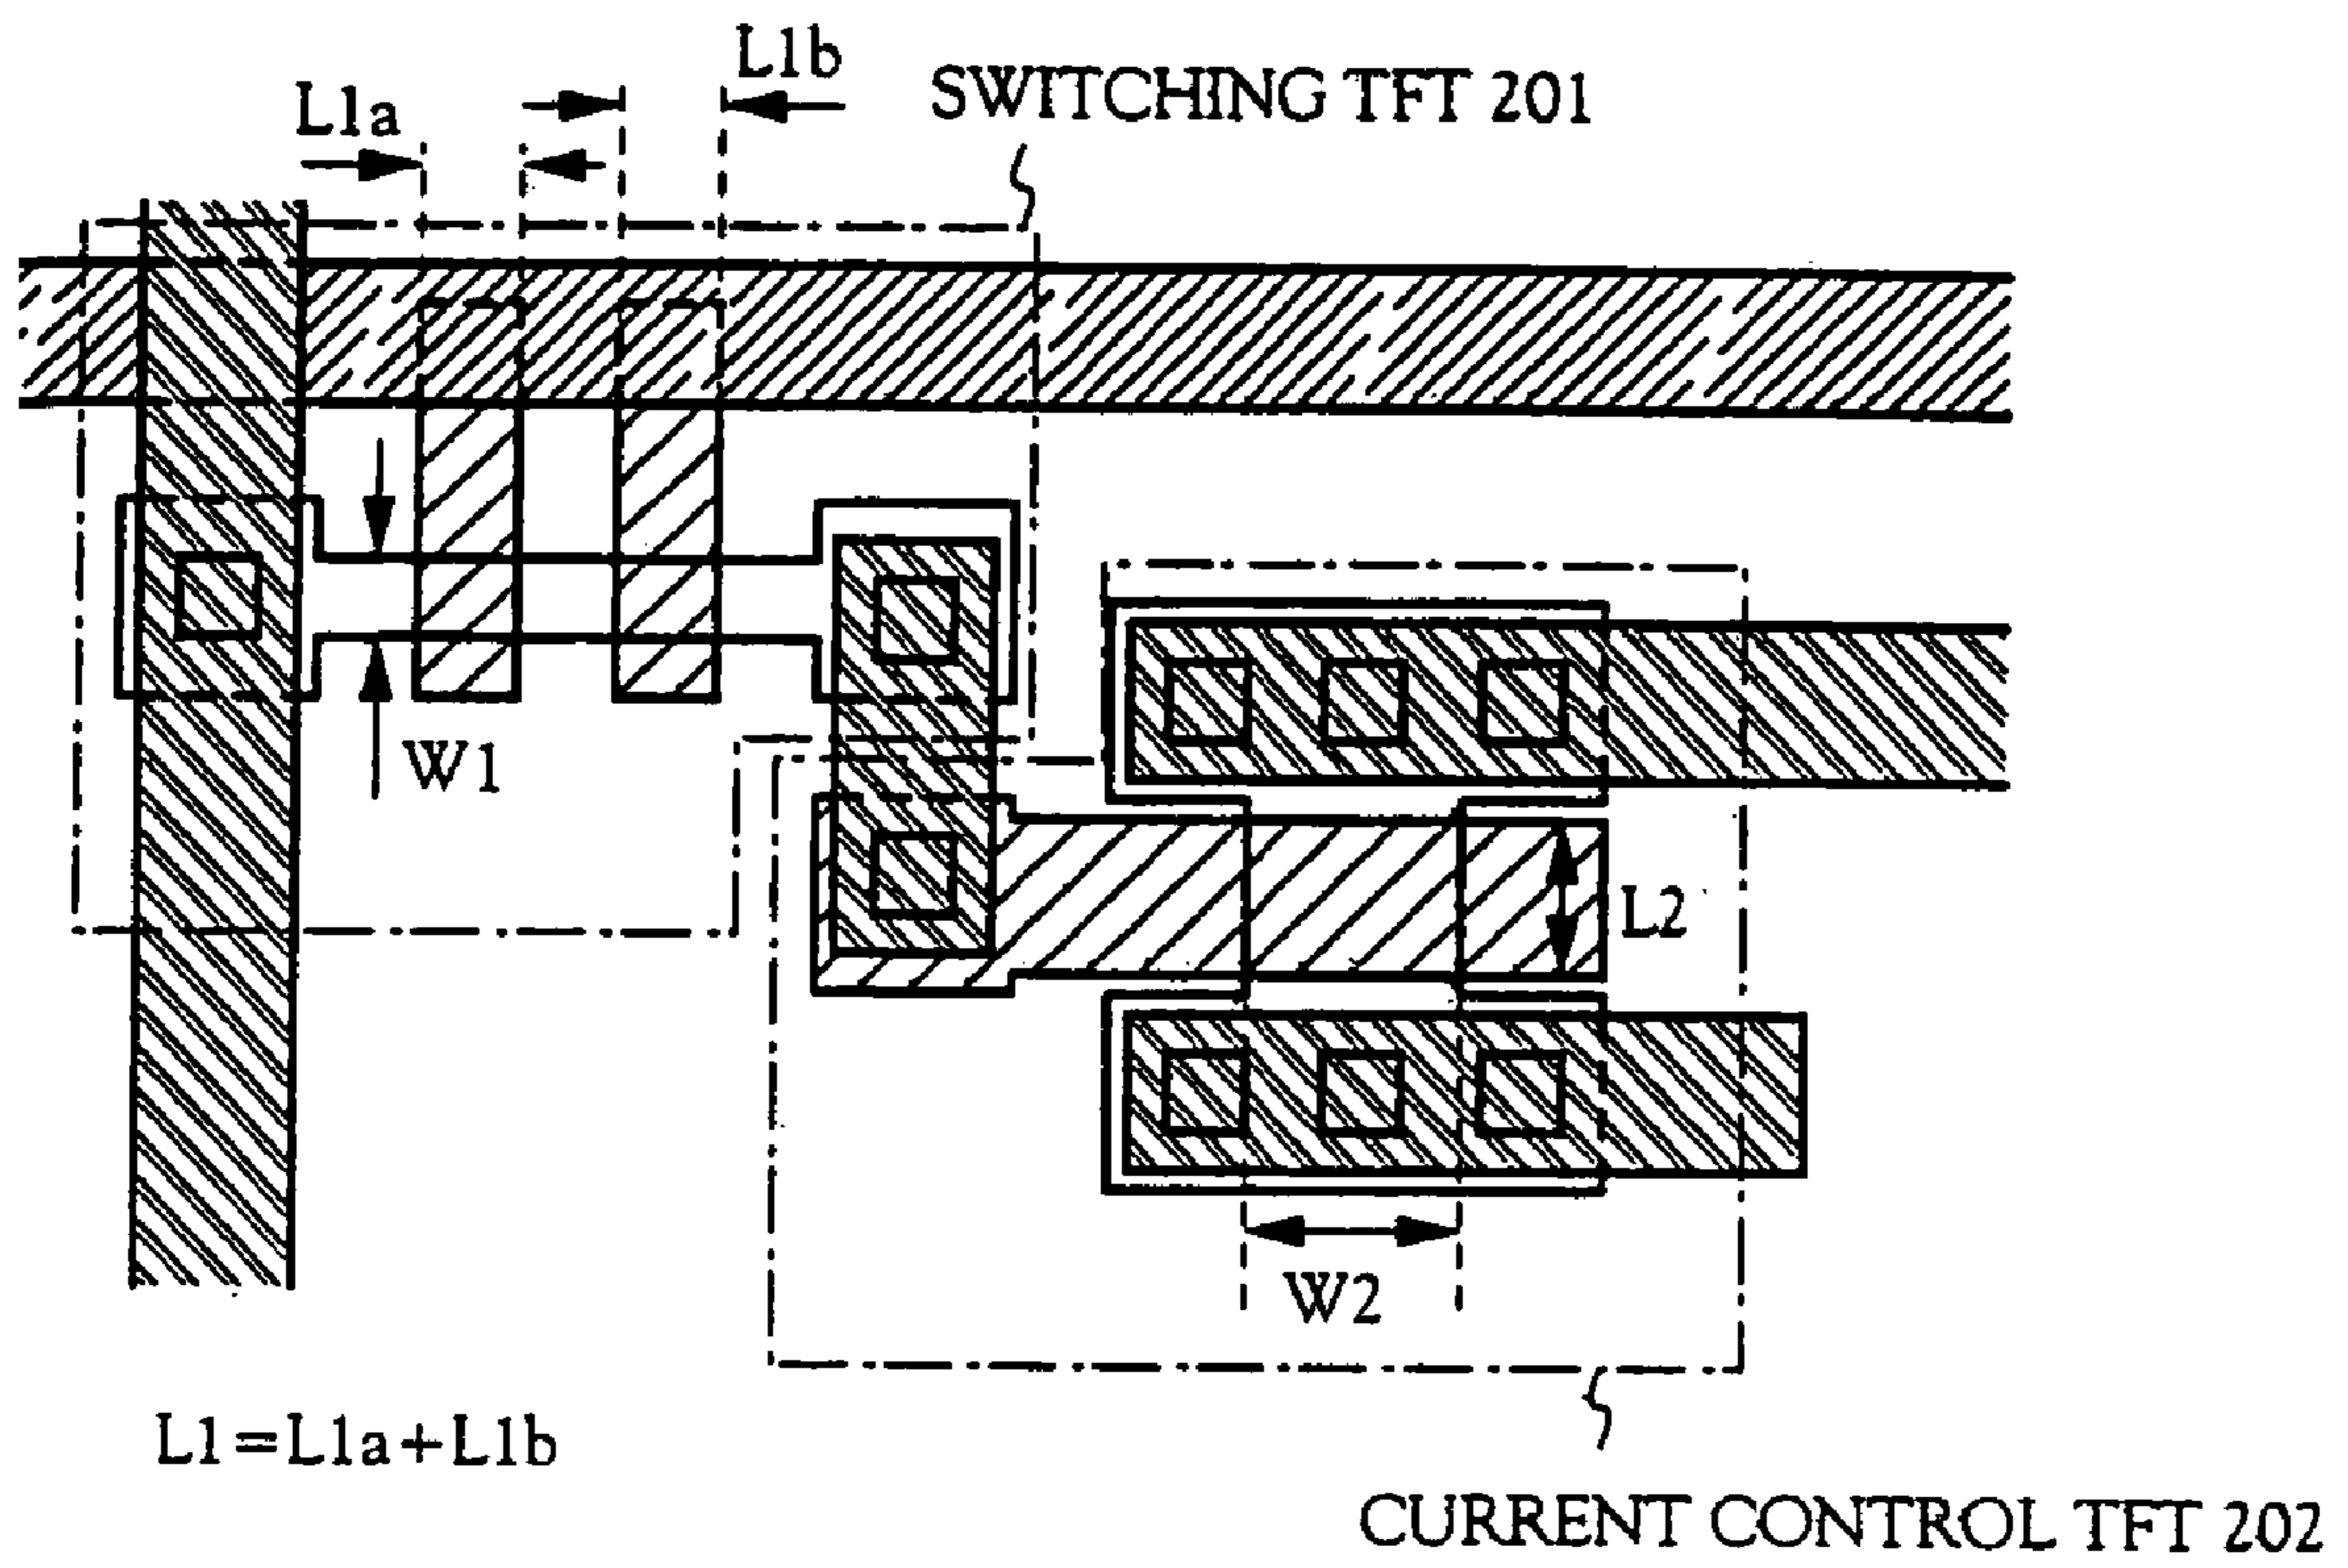 L1b
SWITCHING TFT 201
L1a
W1
L2
W2
L1=L1a+L1b
CURRENT CONTROL TFT 202